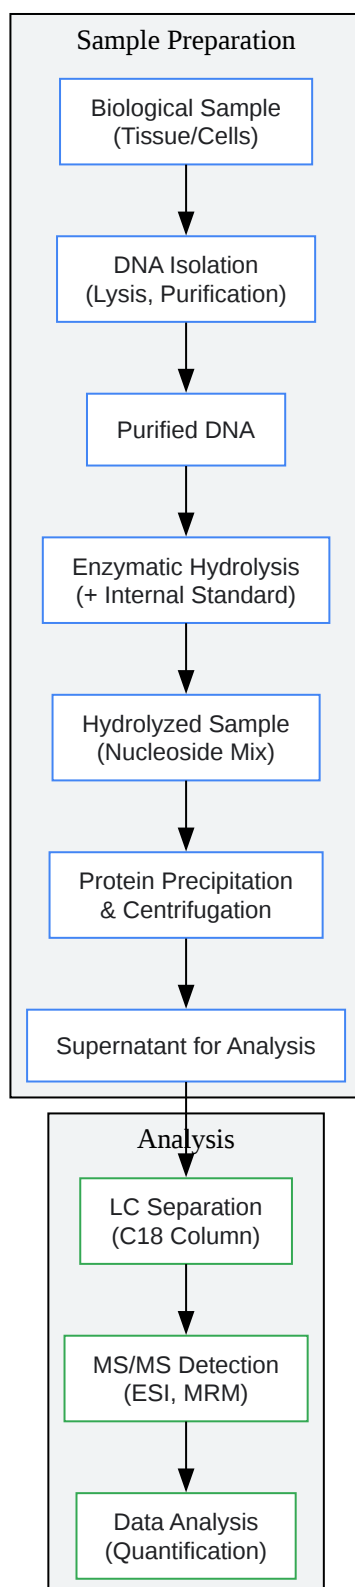 Sample Preparation
Biological Sample
(Tissue/Cells)
DNA Isolation
(Lysis, Purification)
Purified DNA
Enzymatic Hydrolysis
(+ Internal Standard)
Hydrolyzed Sample
(Nucleoside Mix)
Protein Precipitation
& Centrifugation
Supernatant for Analysis
Analysis
LC Separation
(C18 Column)
MS/MS Detection
(ESI, MRM)
Data Analysis
(Quantification)